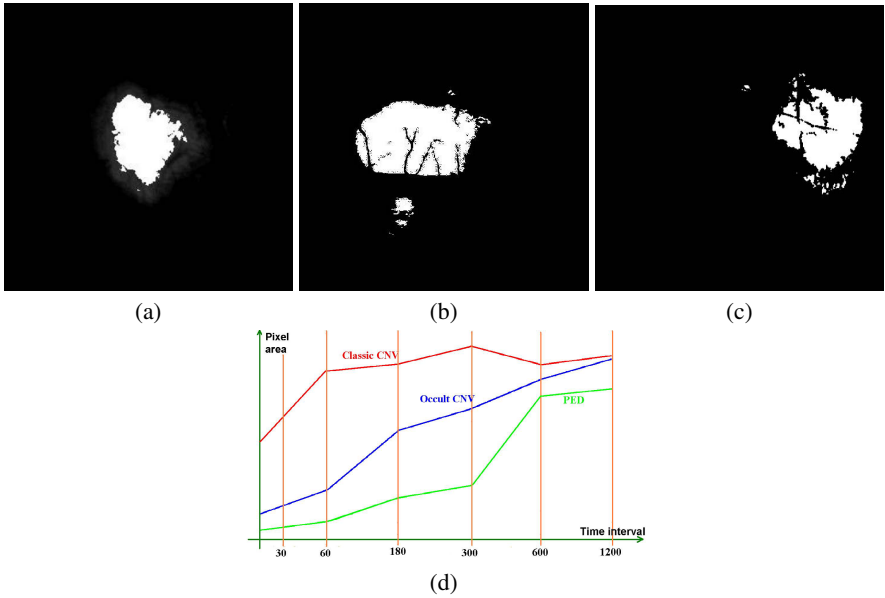 (a)
(b)
(c)
Pixel
area
Classic CNV
Occult CNV
PED
Time interval
30
60
180
300
600
1200
(d)